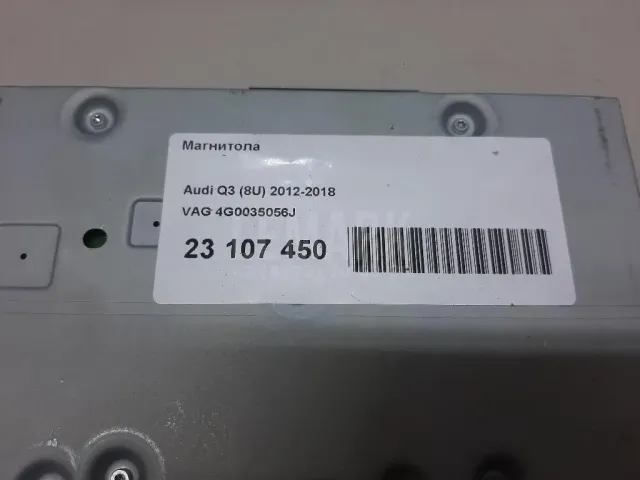 Магнитола
Audi Q3 (8U) 2012-2018
VAG 4G0035056J
23 107 450